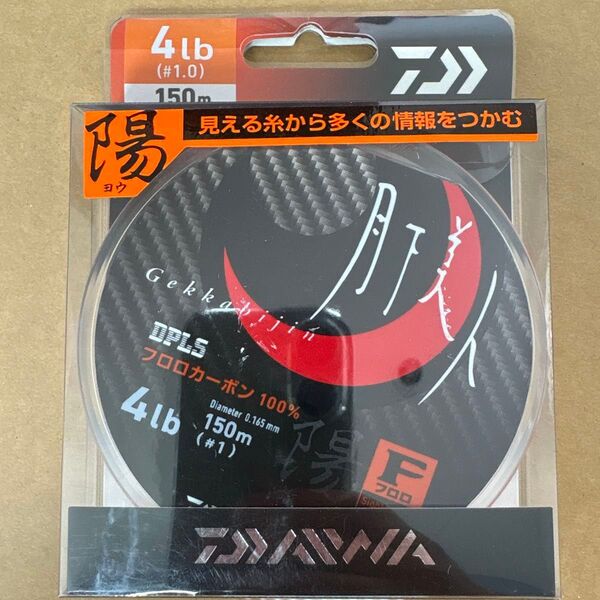 4lb
(#1.0)
150m
陽
ヨウ
見える糸から多くの情報をつかむ
月下美人
Gekkabijin
DPLS
フロロカーボン 100%
Diameter 0.165mm
4lb
150m
(#1)
陽
F
フロロ
DAIWA